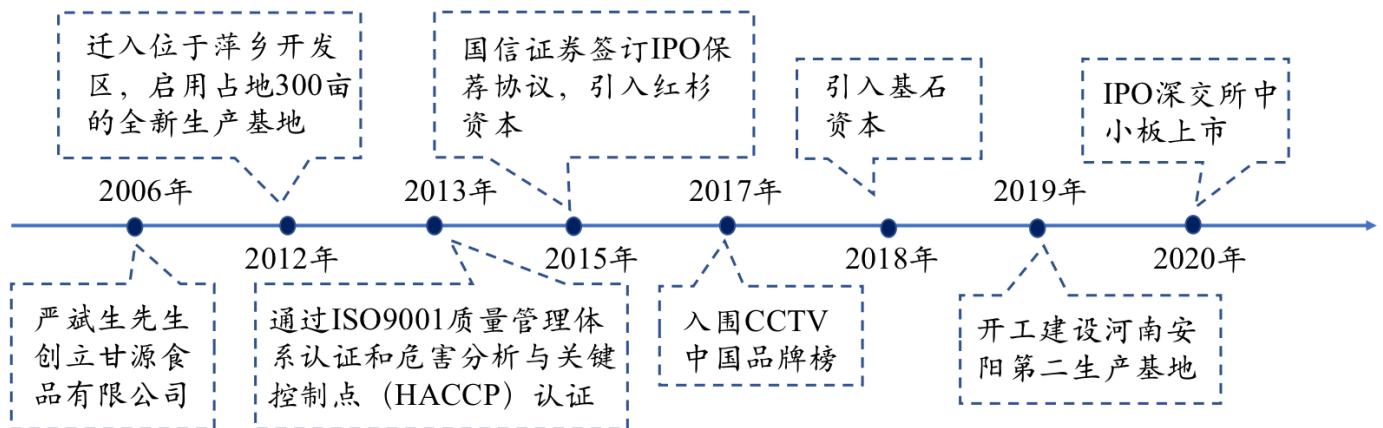 迁入位于萍乡开发
区，启用占地300亩
的全新生产基地
国信证券签订IPO保
荐协议，引入红杉
资本
引入基石
资本
IPO深交所中
小板上市
2006年
2013年
2017年
2019年
2012年
2015年
2018年
2020年
严斌生先生
创立甘源食
品有限公司
通过ISO9001质量管理体
系认证和危害分析与关键
控制点（HACCP）认证
入围CCTV
中国品牌榜
开工建设河南安
阳第二生产基地